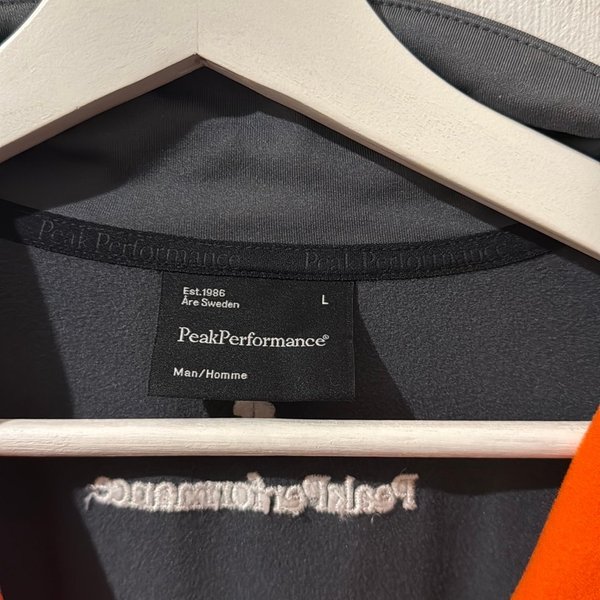 Peak Performance Peak Performance
Est.1986 L
Åre Sweden
PeakPerformance®
Man/Homme
PeakPerformance®